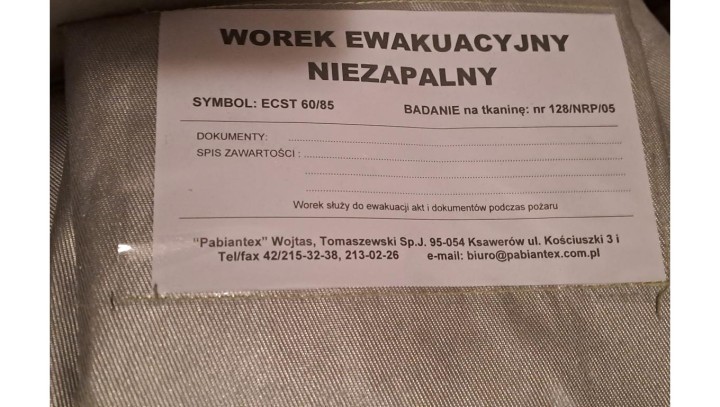 WOREK EWAKUACYJNY
NIEZAPALNY
SYMBOL: ECST 60/85 BADANIE na tkaninę: nr 128/NRP/05
DOKUMENTY:
SPIS ZAWARTOŚCI :
Worek służy do ewakuacji akt i dokumentów podczas pożaru
“Pabiantex” Wojtas, Tomaszewski Sp.J. 95-054 Ksawerów ul. Kościuszki 3 i
Tel/fax 42/215-32-38, 213-02-26 e-mail: biuro@pabiantex.com.pl